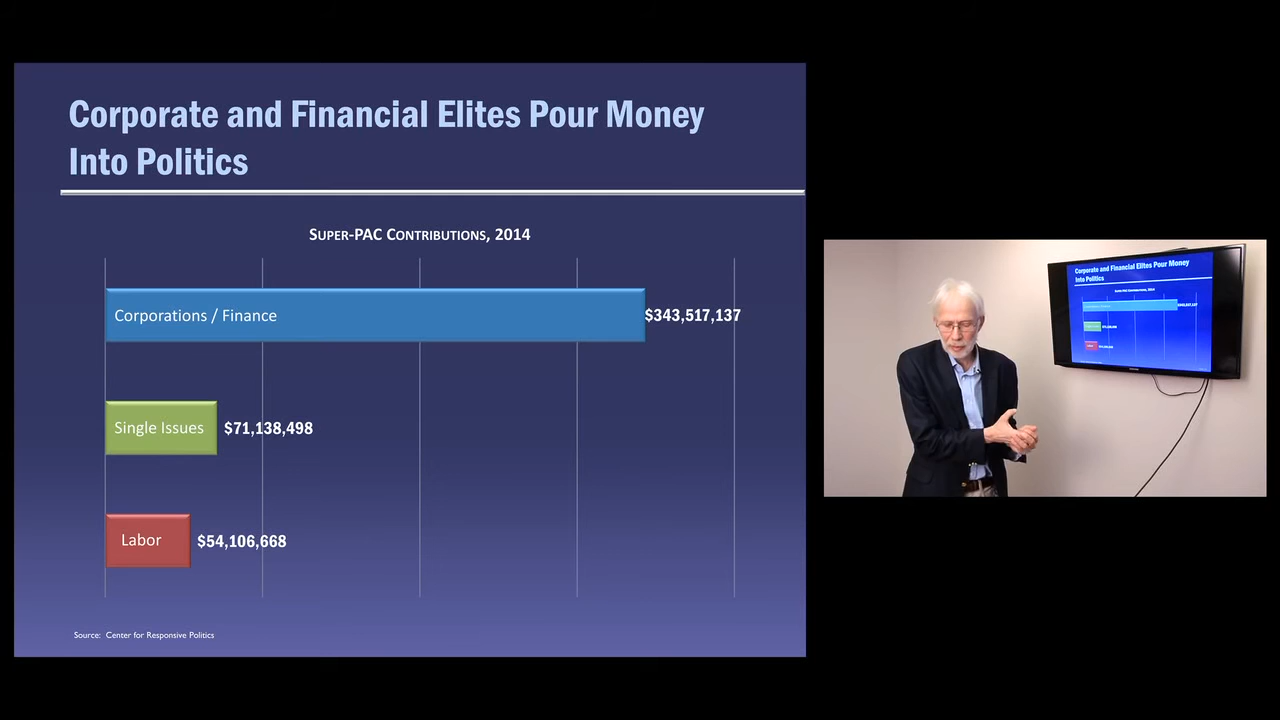 Corporate and Financial Elites Pour Money
Into Politics
Super-PAC Contributions, 2014
Corporations / Finance
$343,517,137
Single Issues
$71,138,498
Labor
$54,106,668
Source: Center for Responsive Politics
Corporate and Financial Elites Pour Money
Into Politics